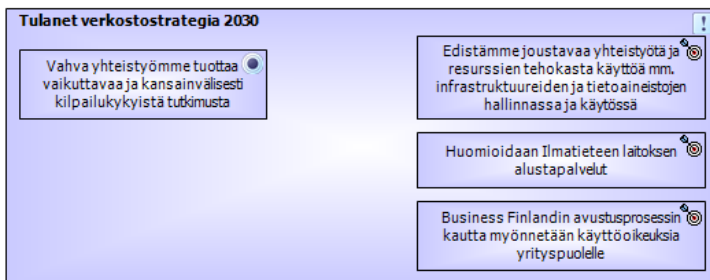 Tulanet verkostostrategia 2030
!
Vahva yhteistyömme tuottaa
vaikuttavaa ja kansainvälisesti
kilpailukykyistä tutkimusta
Edistämme joustavaa yhteistyötä ja
resurssien tehokasta käyttöä mm.
infrastruktuureiden ja tietoaineistojen
hallinnassa ja käytössä
Huomioidaan Ilmatieteen laitoksen
alustapalvelut
Business Finlandin avustusprosessin
kautta myönnetään käyttöoikeuksia
yrityspuolelle